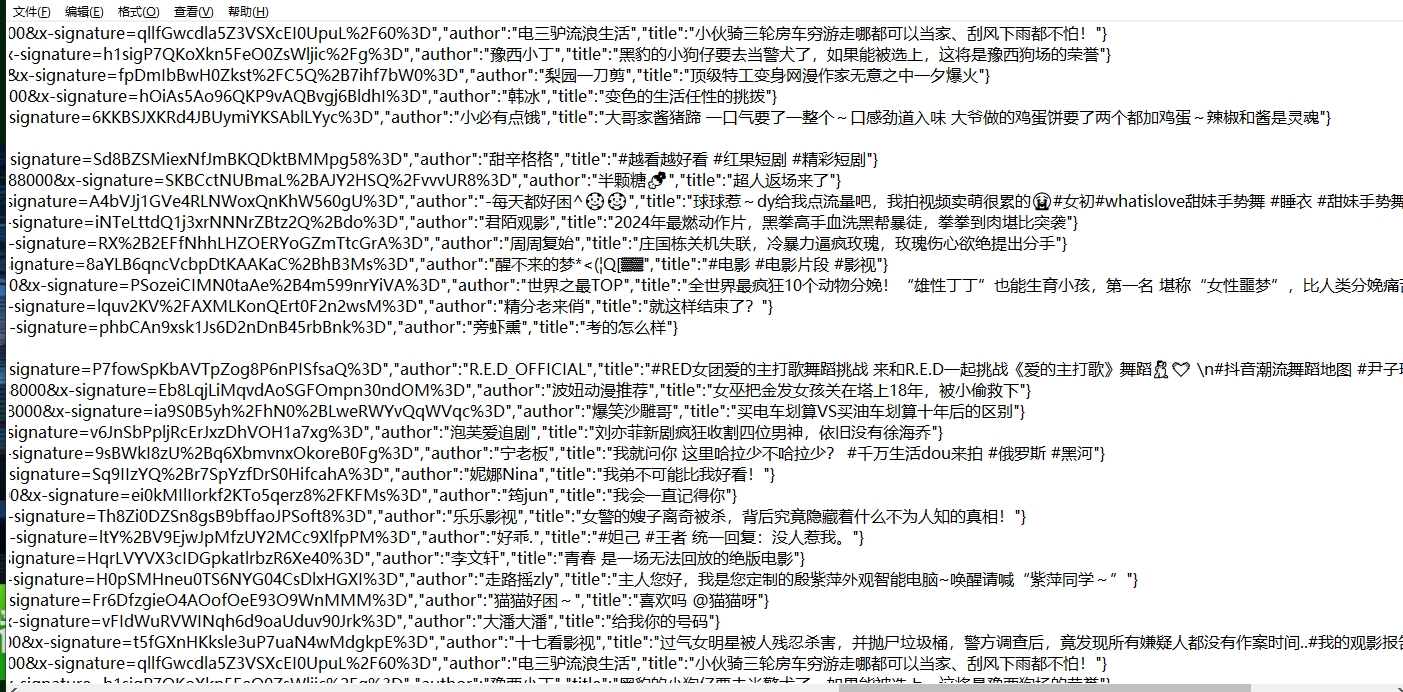 文件(F) 编辑(E) 格式(O) 查看(V) 帮助(H)
00&x-signature=qllfGwcdla5Z3VSXcEI0UpuL%2F60%3D","author":"电三驴流浪生活","title":"小伙骑三轮房车穷游走哪都可以当家、刮风下雨都不怕！"}
<-signature=h1sigP7QKoXkn5FeO0ZsWljic%2Fg%3D","author":"豫西小丁","title":"黑豹的小狗仔要去当警犬了，如果能被选上，这将是豫西狗场的荣誉"}
&x-signature=fpDmIbBwH0Zkst%2FC5Q%2B7ihf7bW0%3D","author":"梨园一刀剪","title":"顶级特工变身网漫作家无意之中一夕爆火"}
00&x-signature=hOiAs5Ao96QKP9vAQBvgj6BldhI%3D","author":"韩冰","title":"变色的生活任性的挑拨"}
signature=6KKBSJXKRd4JBUymiYKSAblLYyc%3D","author":"小必有点饿","title":"大哥家酱猪蹄 一口气要了一整个～口感劲道入味 大爷做的鸡蛋饼要了两个都加鸡蛋～辣椒和酱是灵魂"}
signature=Sd8BZSMiexNfJmBKQDktBMMpg58%3D","author":"甜辛格格","title":"#越看越好看 #红果短剧 #精彩短剧"}
88000&x-signature=SKBCctNUBmaL%2BAJY2HSQ%2FvvvUR8%3D","author":"半颗糖🍬","title":"超人返场来了"}
signature=A4bVJj1GVe4RLNWoxQnKhW560gU%3D","author":"-每天都好困^","title":"球球惹～dy给我点流量吧，我拍视频卖萌很累的😭#女初#whatislove甜妹手势舞 #睡衣 #甜妹手势舞
-signature=iNTeLttdQ1j3xrNNNrZBtz2Q%2Bdo%3D","author":"君陌观影","title":"2024年最燃动作片，黑拳高手血洗黑帮暴徒，拳拳到肉堪比突袭"}
-signature=RX%2B2EFfNhhLHZOERYoGZmTtcGrA%3D","author":"周周复始","title":"庄国栋关机失联，冷暴力逼疯玫瑰，玫瑰伤心欲绝提出分手"}
ignature=8aYLB6qncVcbpDtKAAKaC%2BhB3Ms%3D","author":"醒不来的梦*<(¦Q[▓▓","title":"#电影 #电影片段 #影视"}
0&x-signature=PSozeiCIMN0taAe%2B4m599nrYiVA%3D","author":"世界之最TOP","title":"全世界最疯狂10个动物分娩！“雄性丁丁”也能生育小孩，第一名 堪称“女性噩梦”，比人类分娩痛苦
-signature=lquv2KV%2FAXMLKonQErt0F2n2wsM%3D","author":"精分老来俏","title":"就这样结束了？"}
-signature=phbCAn9xsk1Js6D2nDnB45rbBnk%3D","author":"旁虾熏","title":"考的怎么样"}
signature=P7fowSpKbAVTpZog8P6nPISfsaQ%3D","author":"R.E.D_OFFICIAL","title":"#RED女团爱的主打歌舞蹈挑战 来和R.E.D一起挑战《爱的主打歌》舞蹈 \n#抖音潮流舞蹈地图 #尹子
8000&x-signature=Eb8LqjLiMqvdAoSGFOmpn30ndOM%3D","author":"波妞动漫推荐","title":"女巫把金发女孩关在塔上18年，被小偷救下"}
3000&x-signature=ia9S0B5yh%2FhN0%2BLweRWYvQqWVqc%3D","author":"爆笑沙雕哥","title":"买电车划算VS买油车划算十年后的区别"}
signature=v6JnSbPpljRcErJxzDhVOH1a7xg%3D","author":"泡芙爱追剧","title":"刘亦菲新剧疯狂收割四位男神，依旧没有徐海乔"}
-signature=9sBWkI8zU%2Bq6XbmvnxOkoreB0Fg%3D","author":"宁老板","title":"我就问你 这里哈拉少不哈拉少？ #千万生活dou来拍 #俄罗斯 #黑河"}
signature=Sq9IIzYQ%2Br7SpYzfDrS0HifcahA%3D","author":"妮娜Nina","title":"我弟不可能比我好看！"}
0&x-signature=ei0kMIlIorkf2KTo5qerz8%2FKFMs%3D","author":"筠jun","title":"我会一直记得你"}
-signature=Th8Zi0DZSn8gsB9bffaoJPSoft8%3D","author":"乐乐影视","title":"女警的嫂子离奇被杀，背后究竟隐藏着什么不为人知的真相！"}
-signature=ltY%2BV9EjwJpMfzUY2MCc9XlfpPM%3D","author":"好乖.","title":"#妲己 #王者 统一回复：没人惹我。"}
signature=HqrLVYVX3cIDGpkatlrbzR6Xe40%3D","author":"李文轩","title":"青春 是一场无法回放的绝版电影"}
-signature=H0pSMHneu0TS6NYG04CsDlxHGXI%3D","author":"走路摇zly","title":"主人您好，我是您定制的殷紫萍外观智能电脑~唤醒请喊“紫萍同学～”"}
signature=Fr6DfzgieO4AOofOeE93O9WnMMM%3D","author":"猫猫好困～","title":"喜欢吗 @猫猫呀"}
<-signature=vFIdWuRVWINqh6d9oaUduv90Jrk%3D","author":"大潘大潘","title":"给我你的号码"}
00&x-signature=t5fGXnHKksle3uP7uaN4wMdgkpE%3D","author":"十七看影视","title":"过气女明星被人残忍杀害，并抛尸垃圾桶，警方调查后，竟发现所有嫌疑人都没有作案时间..#我的观影报告
00&x-signature=qllfGwcdla5Z3VSXcEI0UpuL%2F60%3D","author":"电三驴流浪生活","title":"小伙骑三轮房车穷游走哪都可以当家、刮风下雨都不怕！"}
<-signature=h1sigP7QKoXkn5FeO0ZsWljic%2Fg%3D","author":"豫西小丁","title":"黑豹的小狗仔要去当警犬了，如果能被选上，这将是豫西狗场的荣誉"}